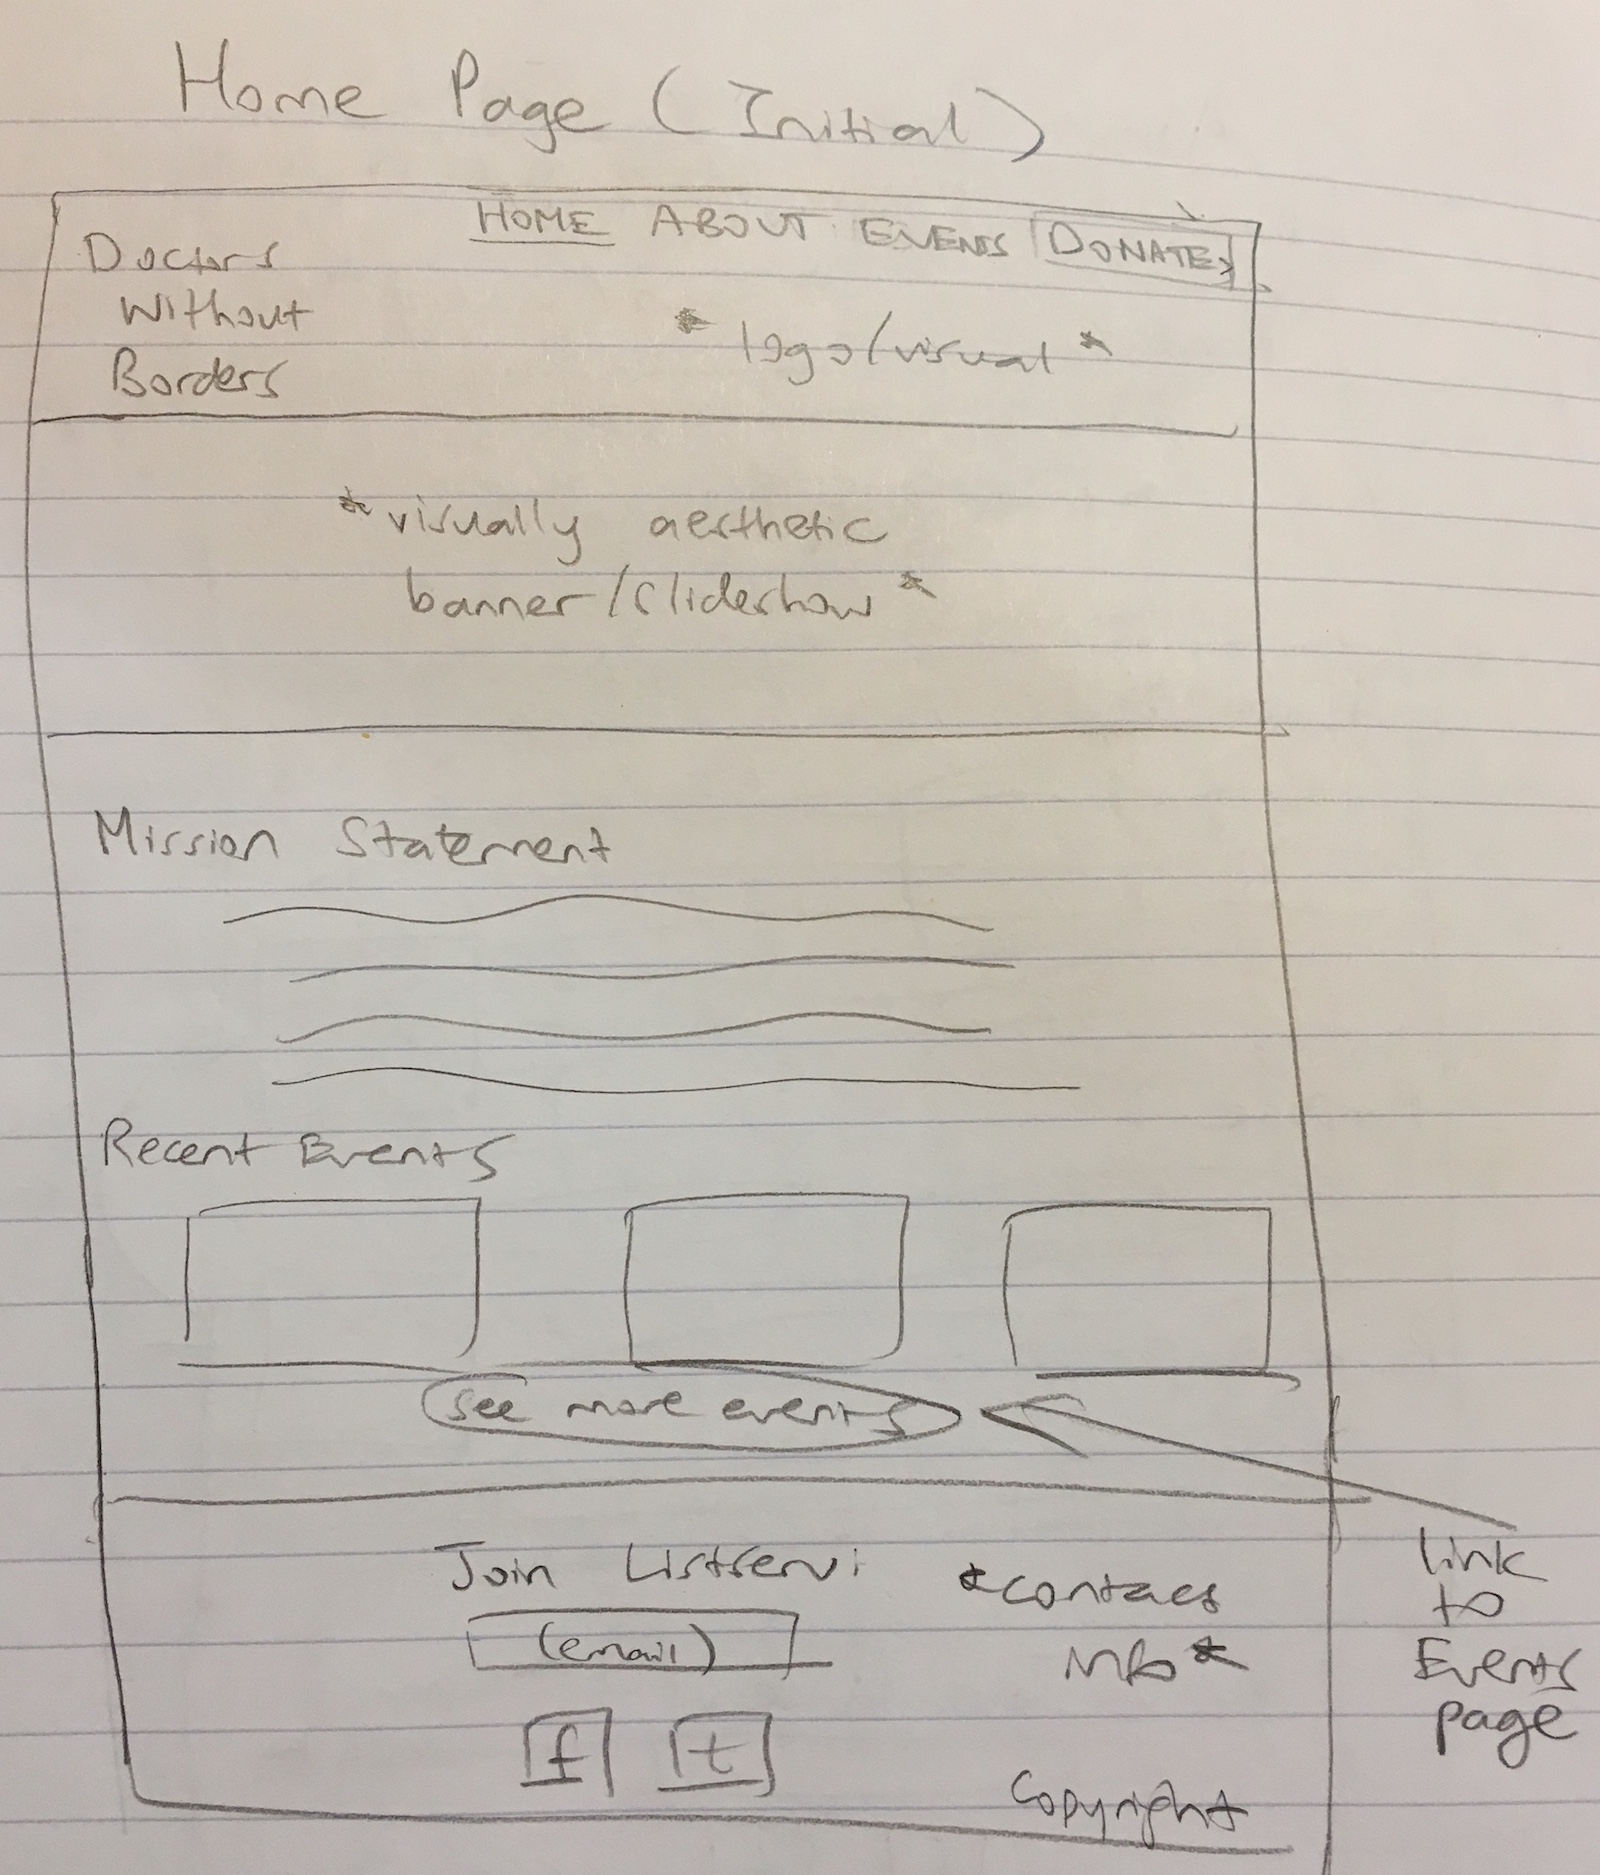 Home Page (Initial)
HOME ABOUT EVENTS DONATE
Doctors
Without
Borders
* logo/visual *
* visually aesthetic
banner/slideshow *
Mission Statement
Recent Events
see more events
link
to
Events
page
Join Listserv:
(email)
f t
* contact
info *
Copyright